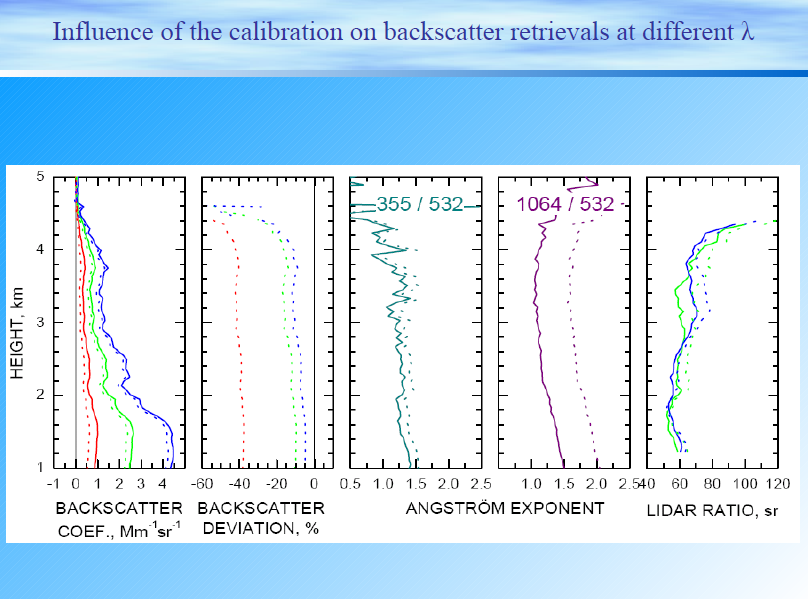 Influence of the calibration on backscatter retrievals at different λ
355 / 532
1064 / 532
5
4
3
2
1
HEIGHT, km
-1 0 1 2 3 4
-60 -40 -20 0
0.5 1.0 1.5 2.0 2.5
1.0 1.5 2.0 2.5
40 60 80 100 120
BACKSCATTER
COEF., Mm⁻¹sr⁻¹
BACKSCATTER
DEVIATION, %
ANGSTRÖM EXPONENT
LIDAR RATIO, sr